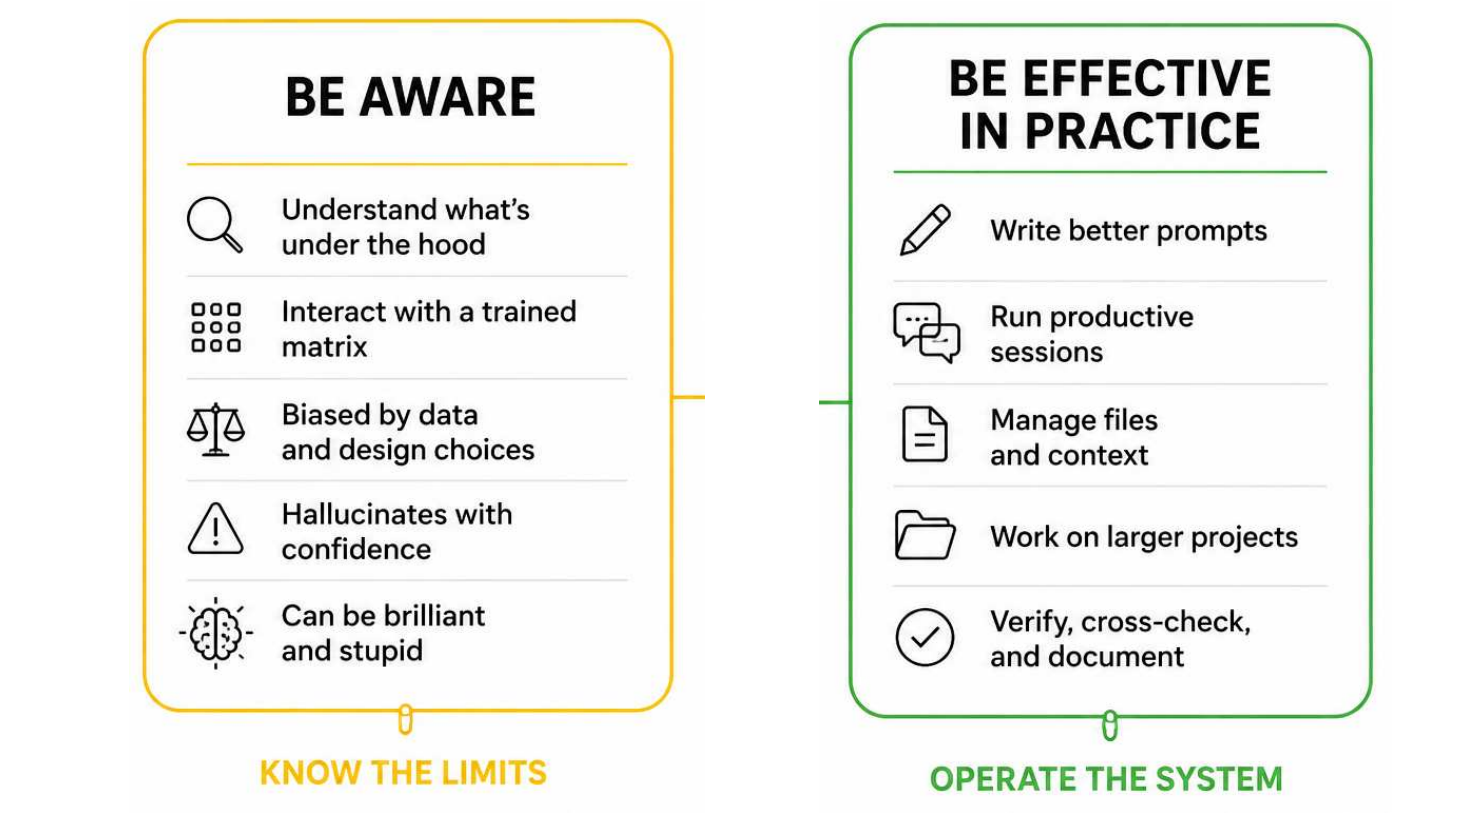 BE AWARE
Understand what's
under the hood
Interact with a trained
matrix
Biased by data
and design choices
Hallucinates with
confidence
Can be brilliant
and stupid
KNOW THE LIMITS
BE EFFECTIVE
IN PRACTICE
Write better prompts
Run productive
sessions
Manage files
and context
Work on larger projects
Verify, cross-check,
and document
OPERATE THE SYSTEM